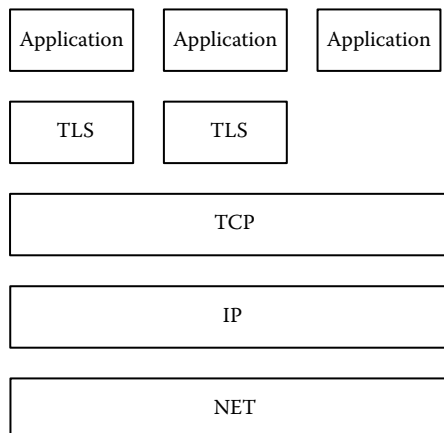 Application Application Application
TLS TLS
TCP
IP
NET